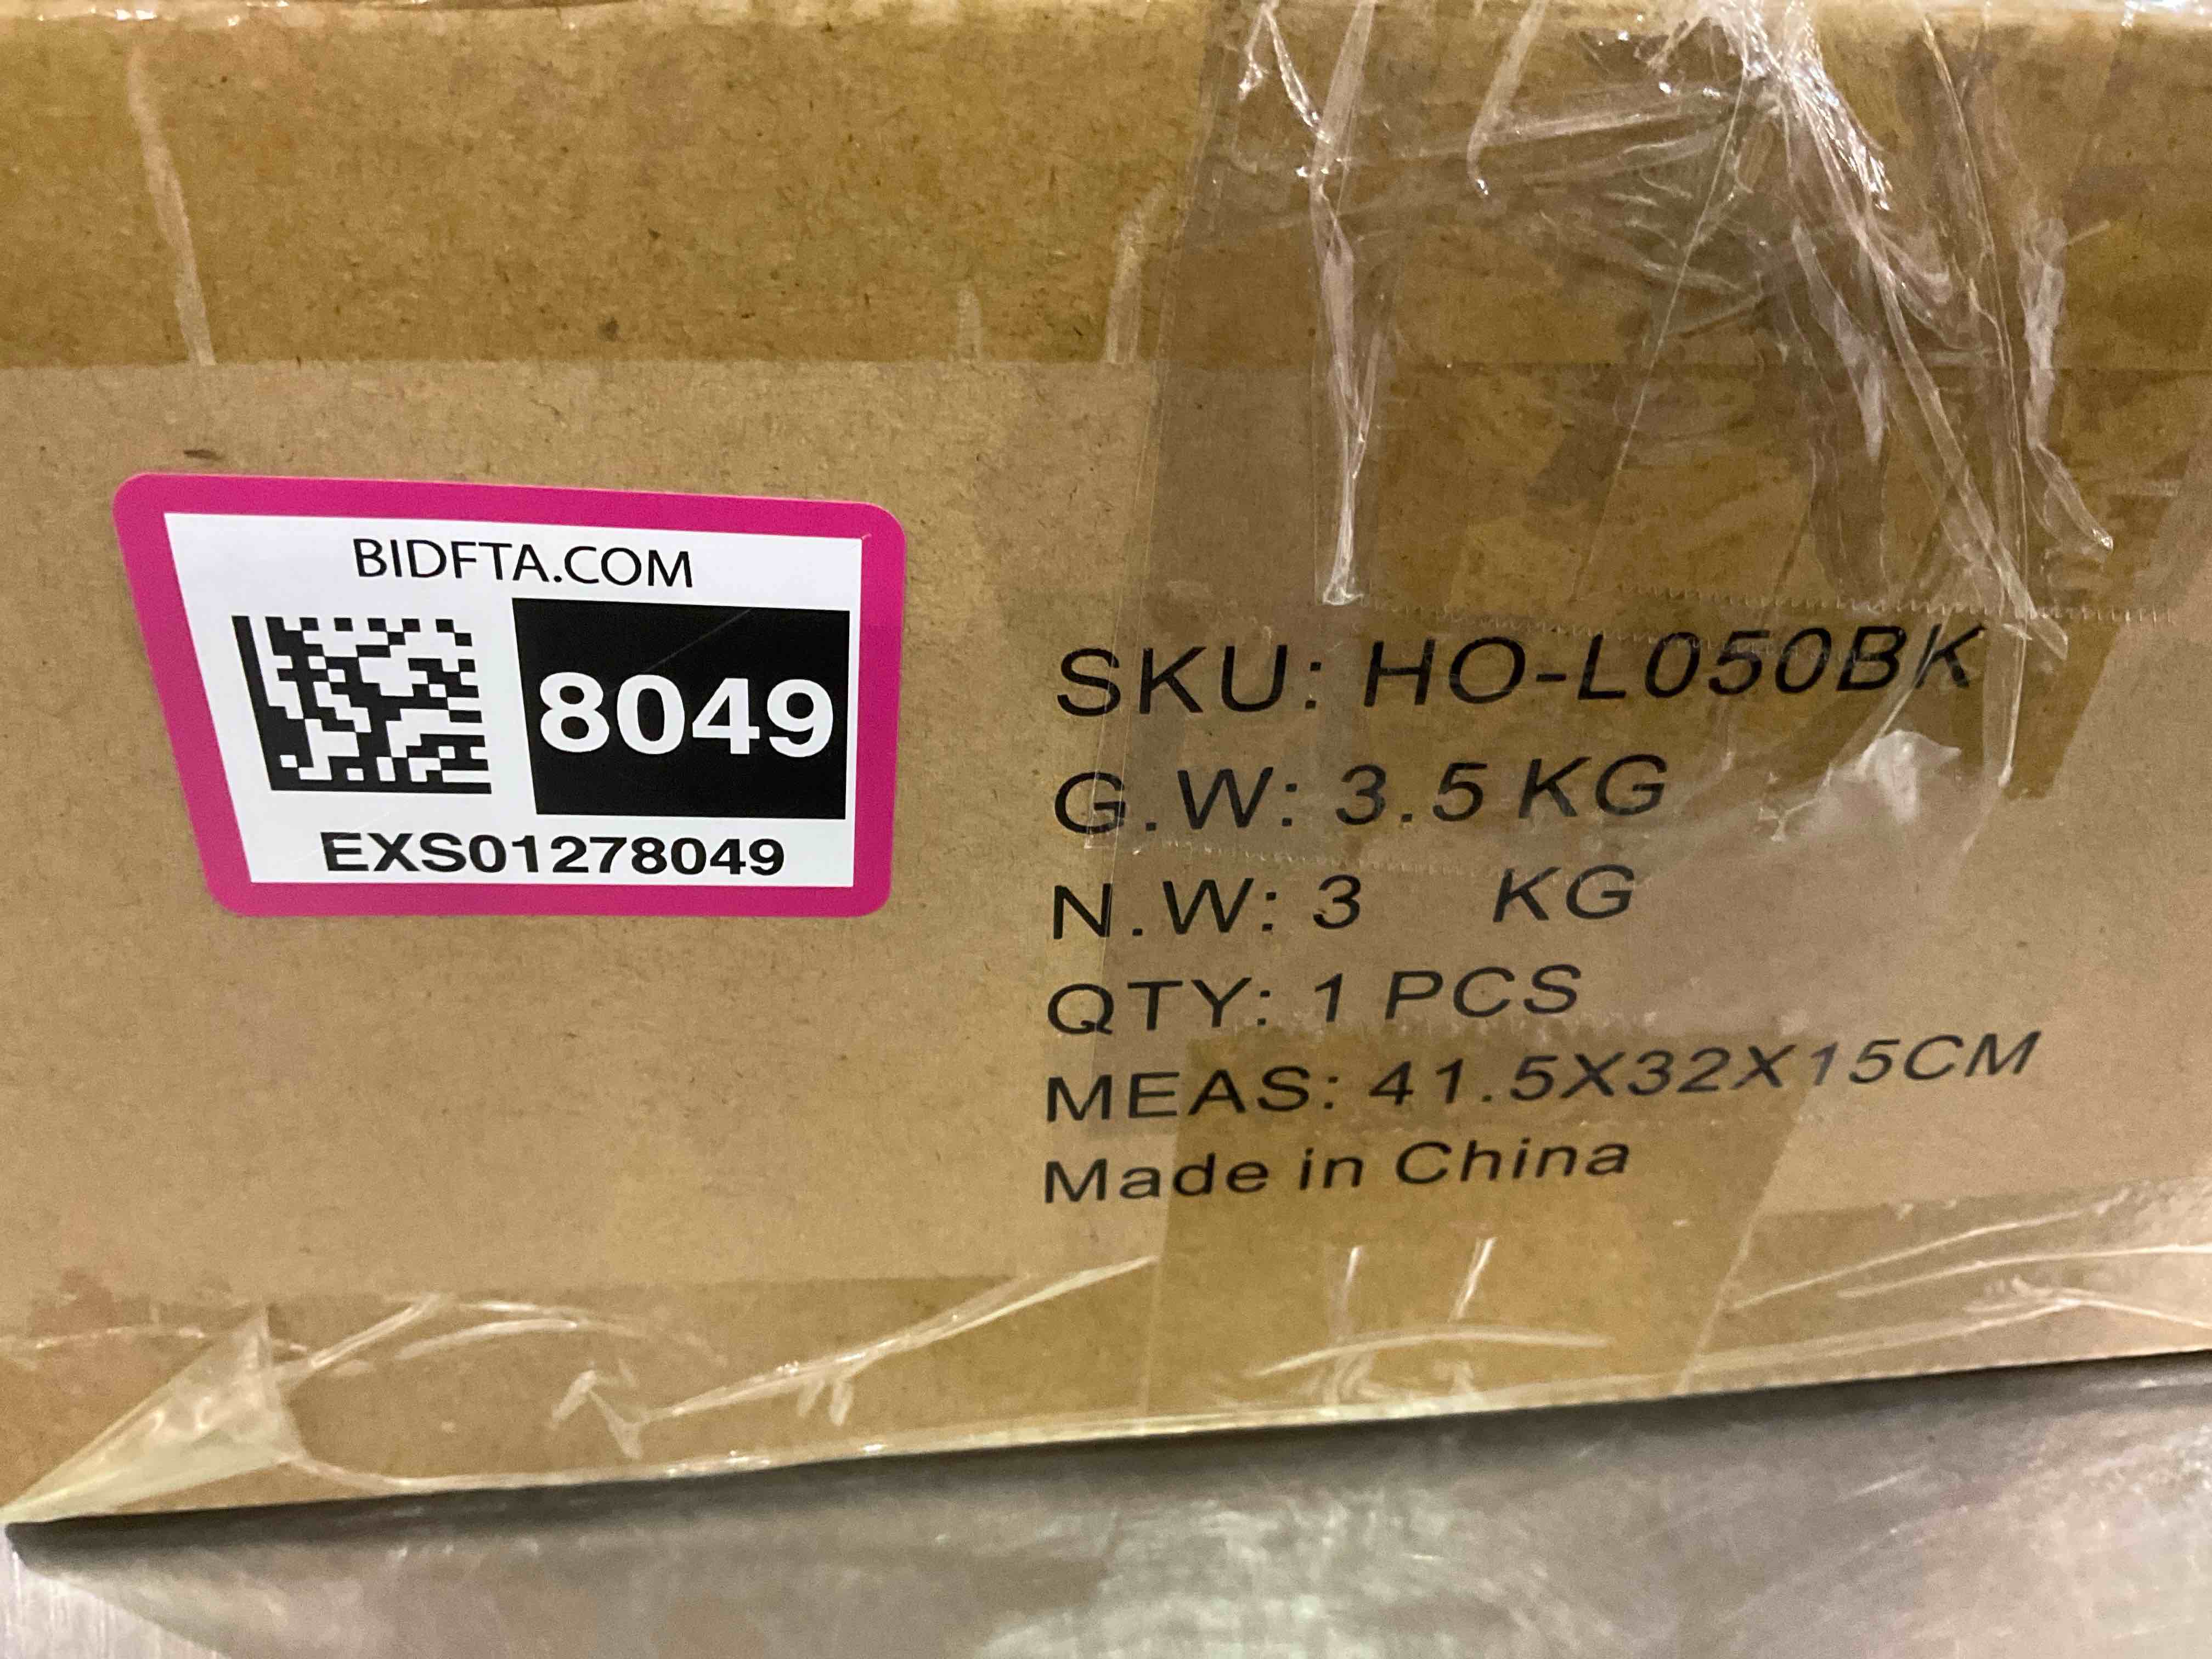 BIDFTA.COM
8049
EXS01278049
SKU: HO-L050BK
G.W: 3.5 KG
N.W: 3 KG
QTY: 1 PCS
MEAS: 41.5X32X15CM
Made in China